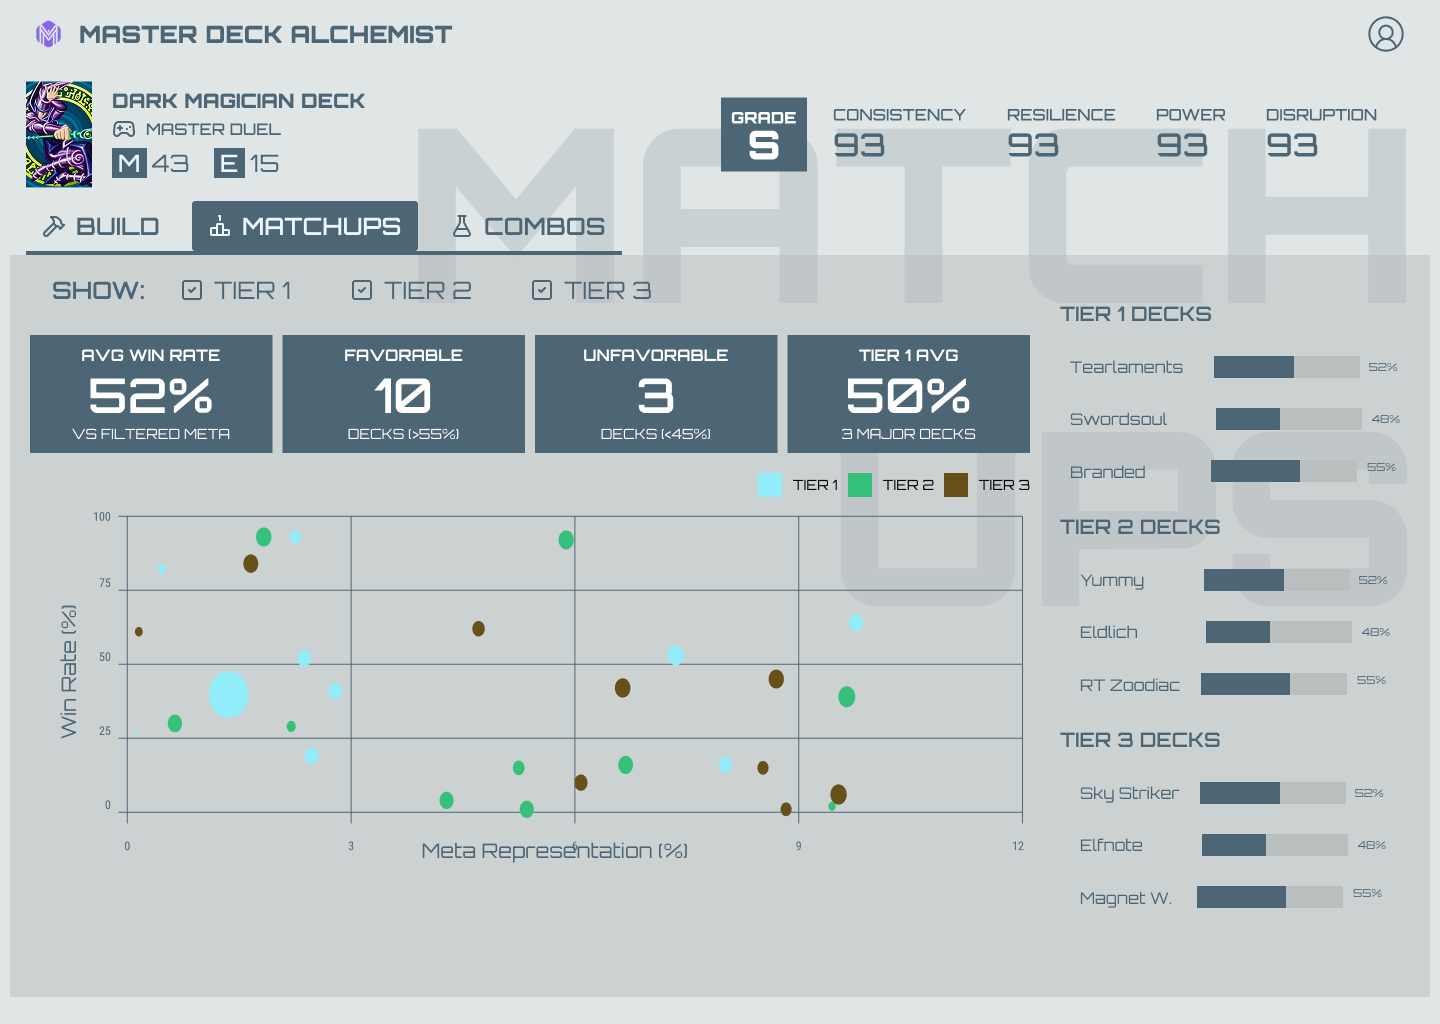 MASTER DECK ALCHEMIST
DARK MAGICIAN DECK
MASTER DUEL
M 43 E 15
GRADE
S
CONSISTENCY
93
RESILIENCE
93
POWER
93
DISRUPTION
93
MATCH
UPS
BUILD
MATCHUPS
COMBOS
SHOW:
TIER 1
TIER 2
TIER 3
AVG WIN RATE
52%
VS FILTERED META
FAVORABLE
10
DECKS (>55%)
UNFAVORABLE
3
DECKS (<45%)
TIER 1 AVG
50%
3 MAJOR DECKS
TIER 1
TIER 2
TIER 3
100
75
50
25
0
Win Rate (%)
0
3
6
9
12
Meta Representation (%)
TIER 1 DECKS
Tearlaments 52%
Swordsoul 48%
Branded 55%
TIER 2 DECKS
Yummy 52%
Eldlich 48%
RT Zoodiac 55%
TIER 3 DECKS
Sky Striker 52%
Elfnote 48%
Magnet W. 55%